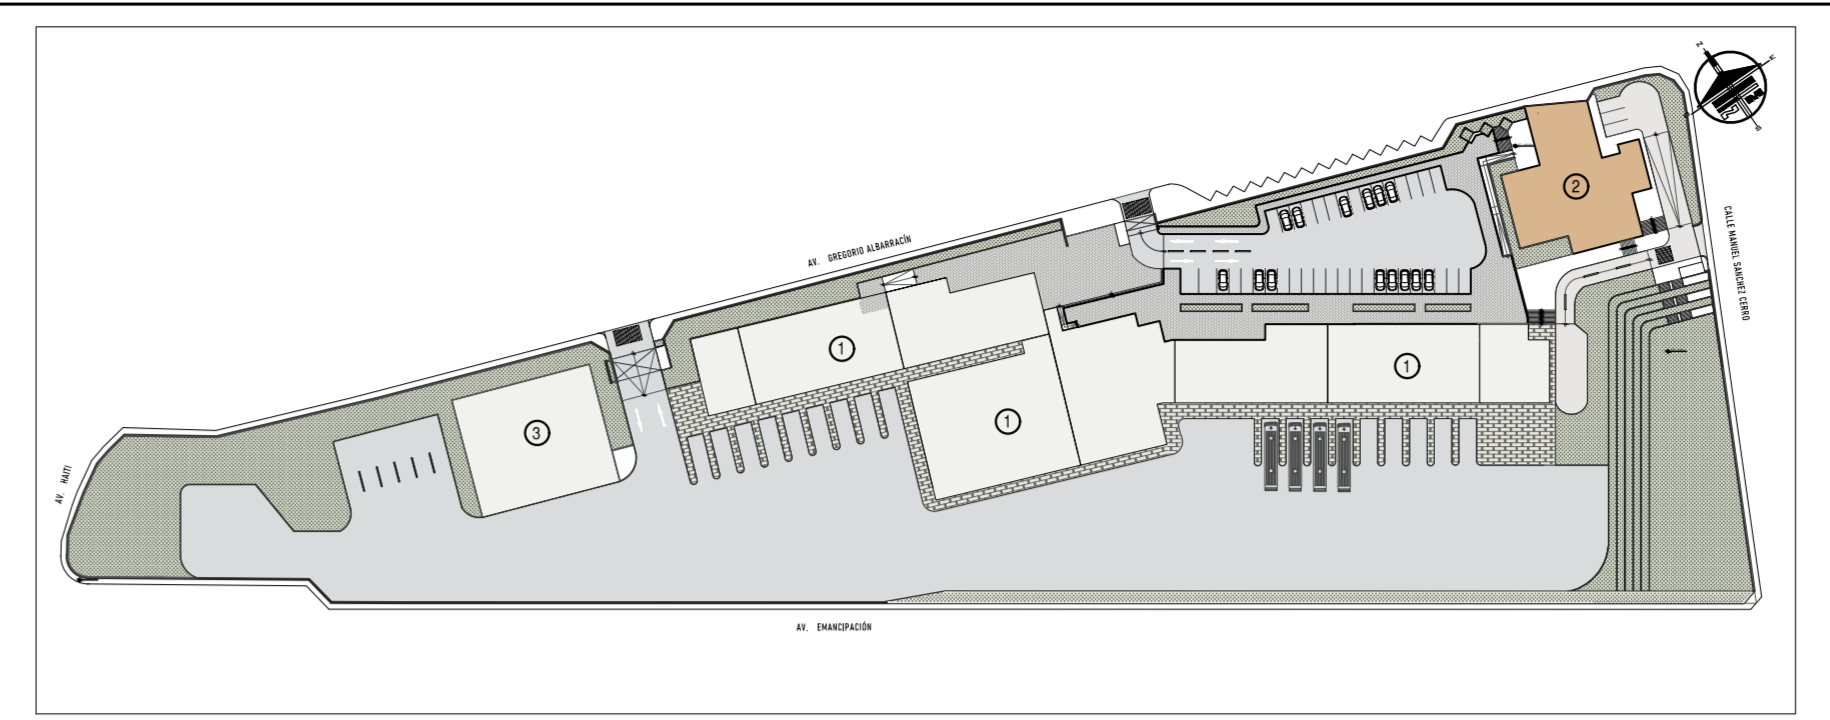 N
E
2
CALLE MANUEL SANCHEZ CERRO
AV. GREGORIO ALBARRACÍN
1
1
1
3
AV. HAITI
AV. EMANCIPACIÓN